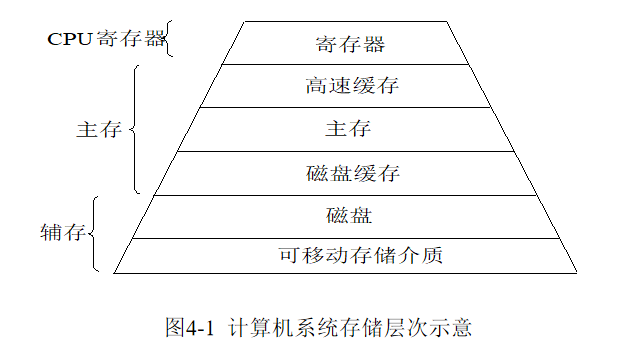 CPU寄存器
寄存器
高速缓存
主存
主存
磁盘缓存
辅存
磁盘
可移动存储介质
图4-1 计算机系统存储层次示意